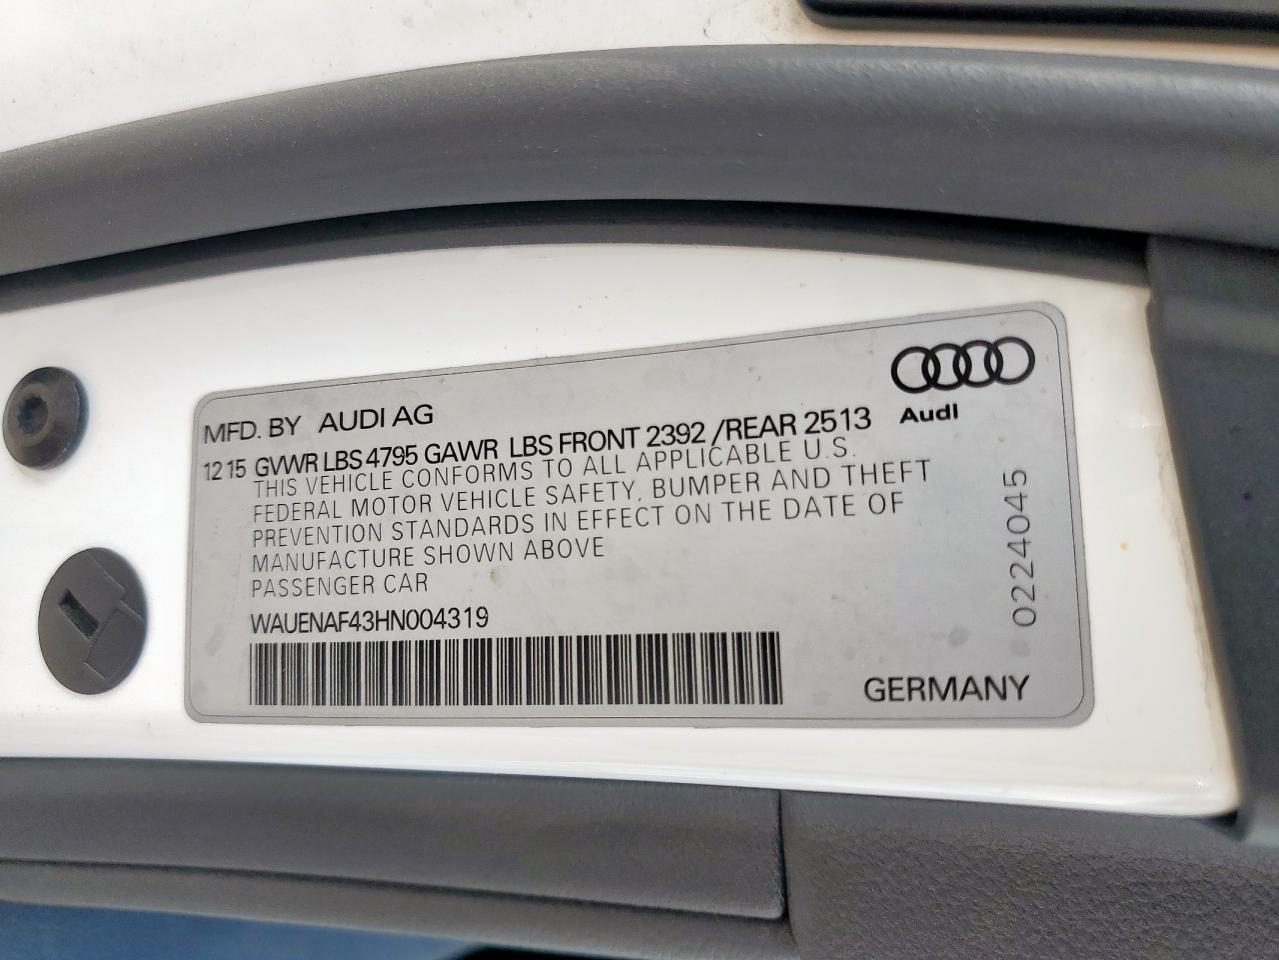 Audi
MFD. BY AUDI AG
12 15 GVWR LBS 4795 GAWR LBS FRONT 2392 /REAR 2513
THIS VEHICLE CONFORMS TO ALL APPLICABLE U.S.
FEDERAL MOTOR VEHICLE SAFETY, BUMPER AND THEFT
PREVENTION STANDARDS IN EFFECT ON THE DATE OF
MANUFACTURE SHOWN ABOVE
PASSENGER CAR
WAUENAF43HN004319
GERMANY
0224045